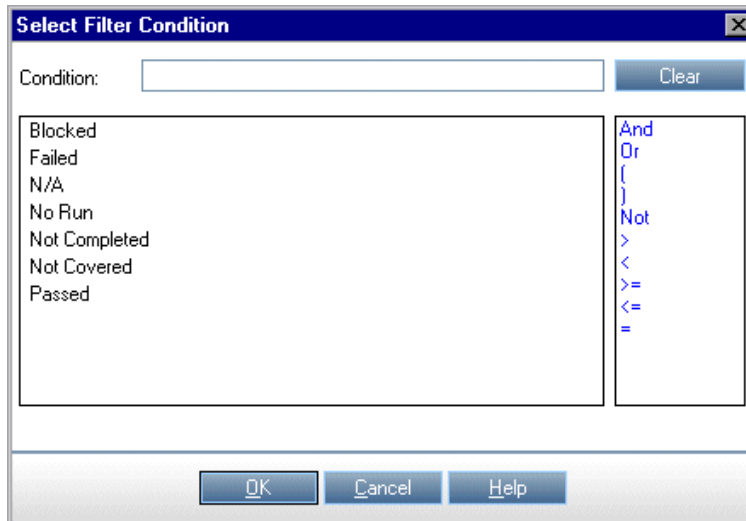 Select Filter Condition
Condition:
Clear
Blocked
Failed
N/A
No Run
Not Completed
Not Covered
Passed
And
Or
(
)
Not
>
<
>=
<=
=
OK
Cancel
Help